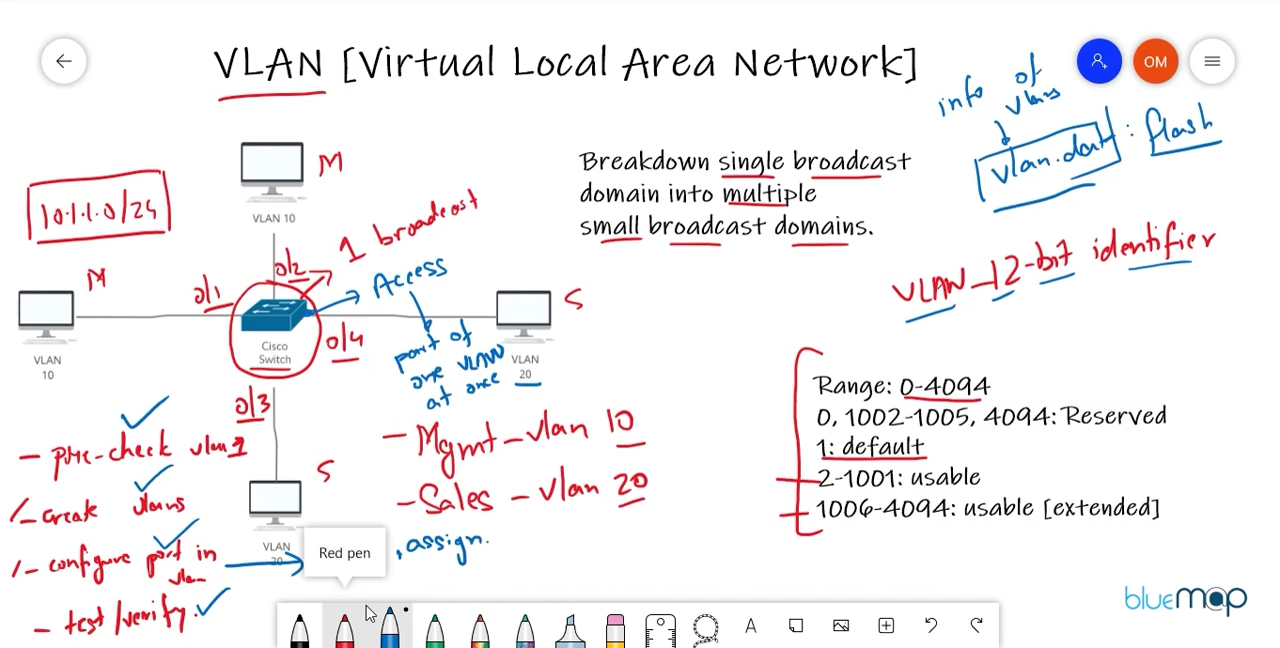 VLAN [Virtual Local Area Network]
OM
info of
vlans
vlan.dat : flash
M
Breakdown single broadcast
domain into multiple
small broadcast domains.
10.1.1.0/24
VLAN 10
1 broadcast
VLAN-12-bit identifier
M
0/2
Access
0/1
S
Cisco
Switch
0/4
port of
one VLAN
at once
VLAN
10
VLAN
20
Range: 0-4094
0, 1002-1005, 4094: Reserved
1: default
2-1001: usable
1006-4094: usable [extended]
0/3
- Mgmt - vlan 10
- Sales - vlan 20
- pre-check vlan 1
- create vlans
- configure port in
vlan
- test/verify
S
VLAN
20
, assign.
Red pen
A
bluemap